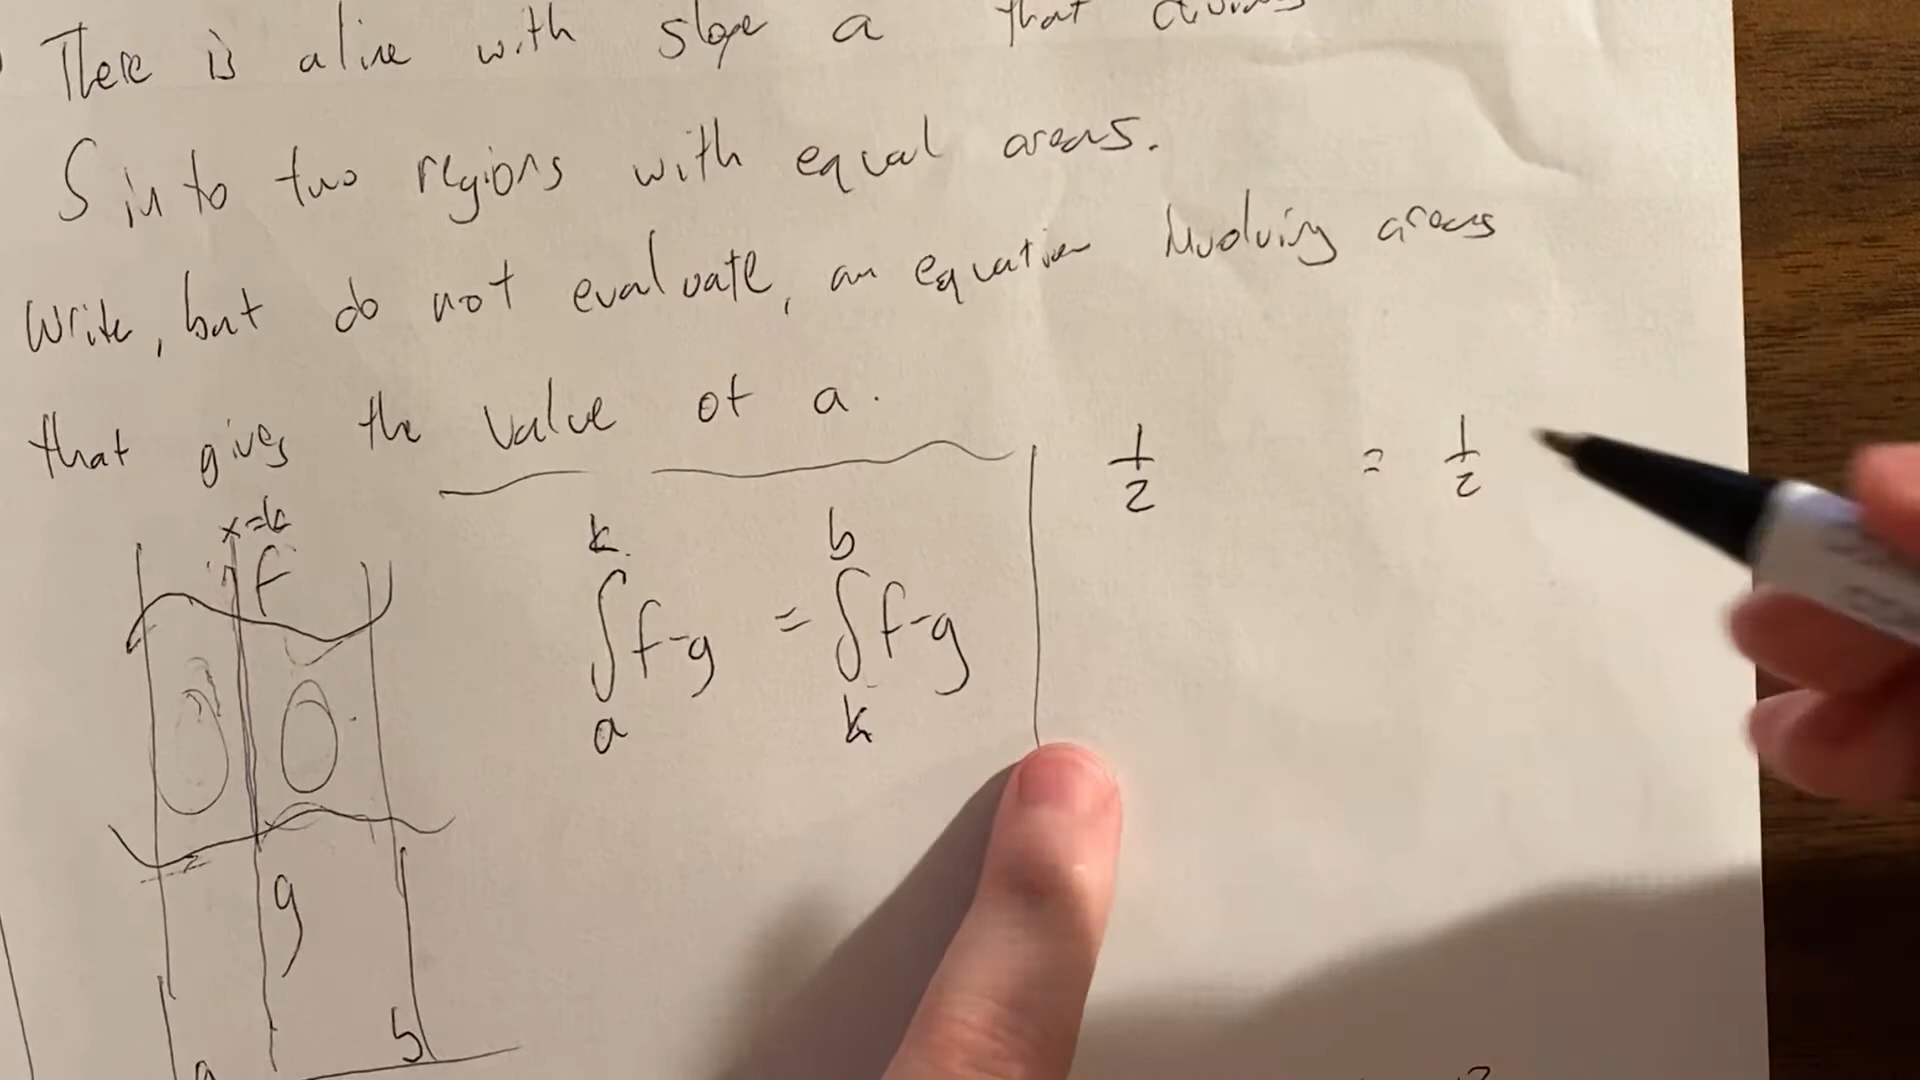 There is a line with slope a that
S into two regions with equal areas.
Write, but do not evaluate, an equation involving areas
that gives the value of a.
x=k
f
k
∫ f-g = ∫ f-g
b
a
k
1/2 = 1/2
g
b